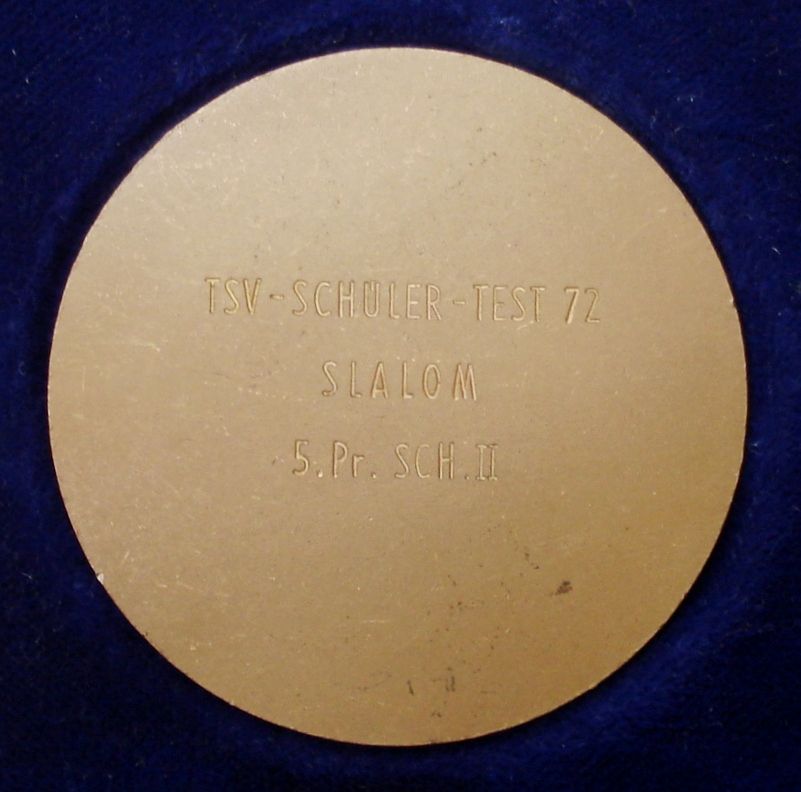 TSV-SCHÜLER-TEST 72
SLALOM
5.Pr. SCH.II